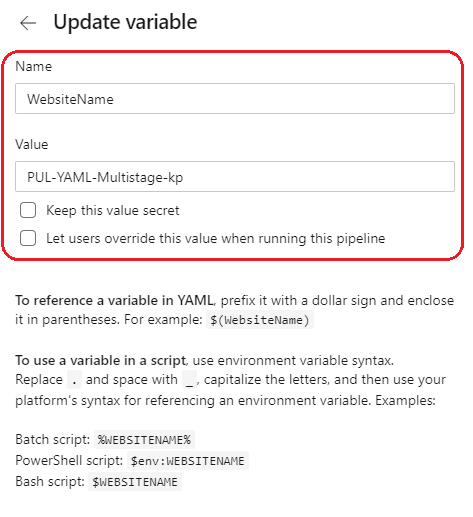 ← Update variable
Name
WebsiteName
Value
PUL-YAML-Multistage-kp
Keep this value secret
Let users override this value when running this pipeline
To reference a variable in YAML, prefix it with a dollar sign and enclose
it in parentheses. For example: $(WebsiteName)
To use a variable in a script, use environment variable syntax.
Replace . and space with _, capitalize the letters, and then use your
platform's syntax for referencing an environment variable. Examples:
Batch script: %WEBSITENAME%
PowerShell script: $env:WEBSITENAME
Bash script: $WEBSITENAME